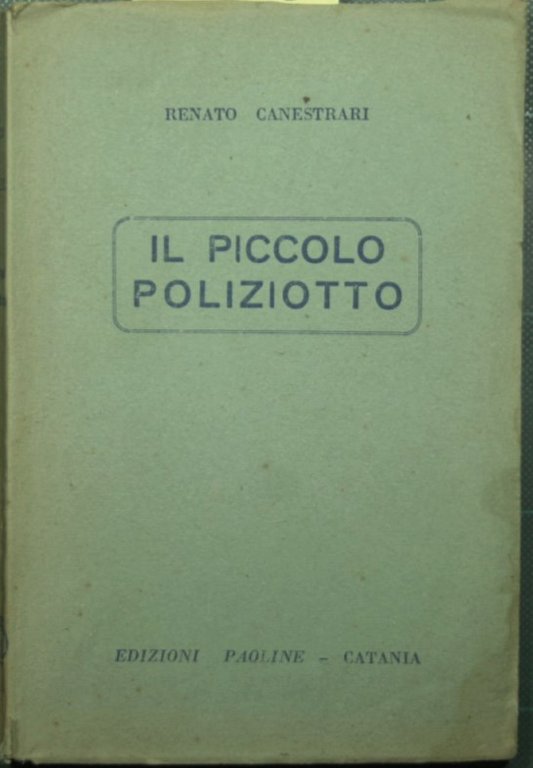 RENATO CANESTRARI
IL PICCOLO
POLIZIOTTO
EDIZIONI PAOLINE - CATANIA